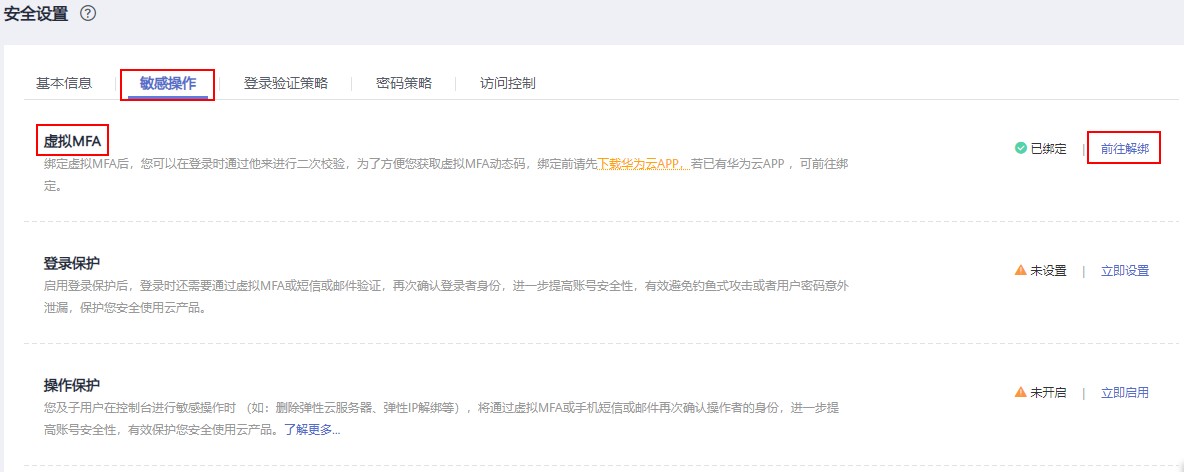 安全设置 ?
基本信息 敏感操作 登录验证策略 密码策略 访问控制
虚拟MFA
绑定虚拟MFA后，您可以在登录时通过他来进行二次校验，为了方便您获取虚拟MFA动态码，绑定前请先下载华为云APP，若已有华为云APP ，可前往绑
定。
已绑定 | 前往解绑
登录保护
启用登录保护后，登录时还需要通过虚拟MFA或短信或邮件验证，再次确认登录者身份，进一步提高账号安全性，有效避免钓鱼式攻击或者用户密码意外
泄漏，保护您安全使用云产品。
未设置 | 立即设置
操作保护
您及子用户在控制台进行敏感操作时 （如：删除弹性云服务器、弹性IP解绑等），将通过虚拟MFA或手机短信或邮件再次确认操作者的身份，进一步提
高账号安全性，有效保护您安全使用云产品。了解更多...
未开启 | 立即启用